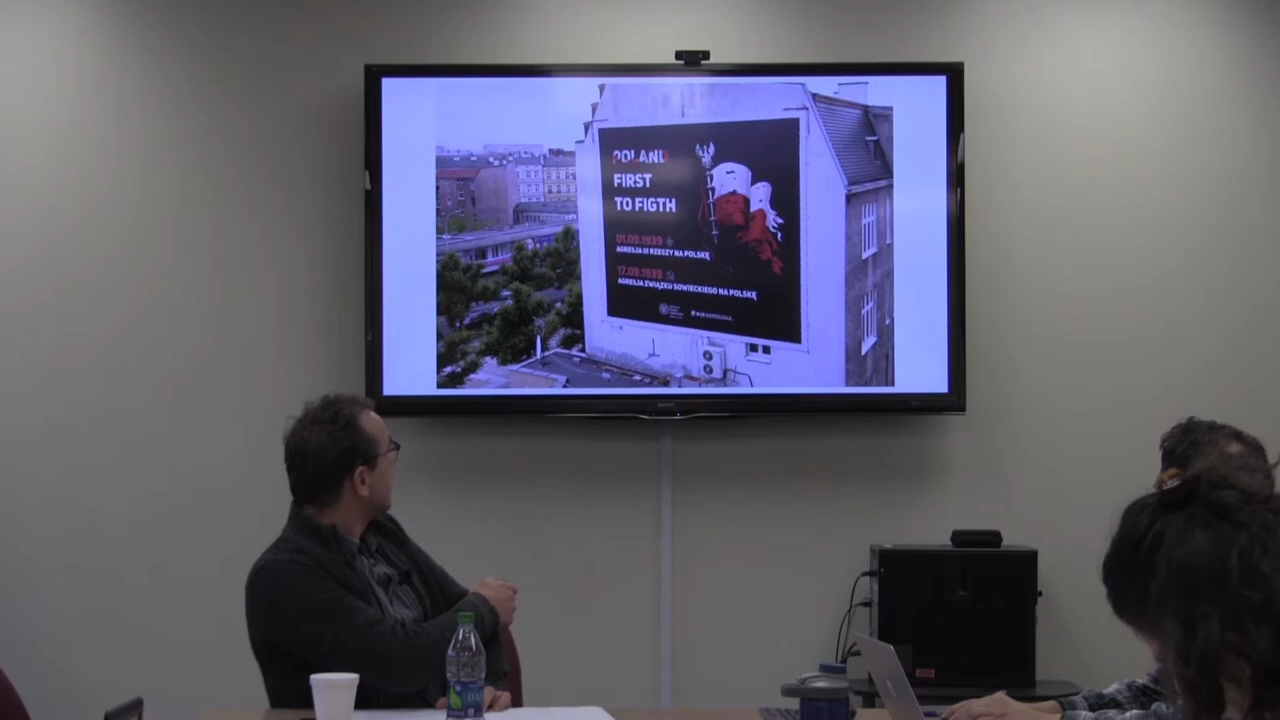 POLAND
FIRST
TO FIGTH
01.09.1939
AGRESJA III RZESZY NA POLSKĘ
17.09.1939
AGRESJA ZWIĄZKU SOWIECKIEGO NA POLSKĘ